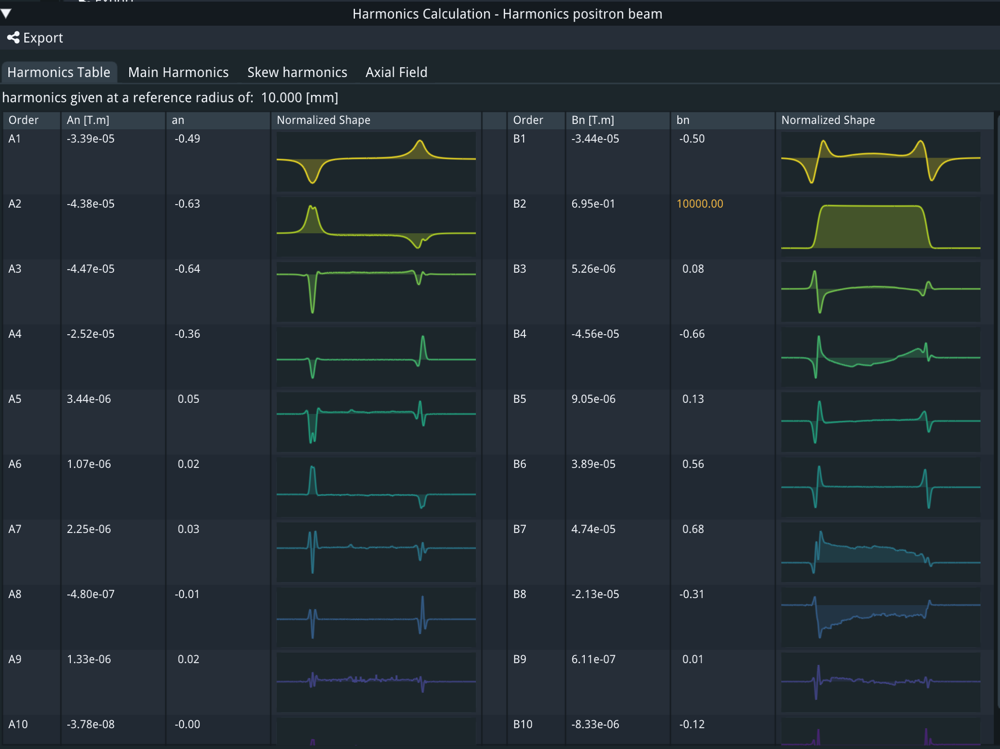 Export
Harmonics Calculation - Harmonics positron beam
Export
Harmonics Table Main Harmonics Skew harmonics Axial Field
harmonics given at a reference radius of: 10.000 [mm]
Order An [T.m] an Normalized Shape Order Bn [T.m] bn Normalized Shape
A1 -3.39e-05 -0.49 B1 -3.44e-05 -0.50
A2 -4.38e-05 -0.63 B2 6.95e-01 10000.00
A3 -4.47e-05 -0.64 B3 5.26e-06 0.08
A4 -2.52e-05 -0.36 B4 -4.56e-05 -0.66
A5 3.44e-06 0.05 B5 9.05e-06 0.13
A6 1.07e-06 0.02 B6 3.89e-05 0.56
A7 2.25e-06 0.03 B7 4.74e-05 0.68
A8 -4.80e-07 -0.01 B8 -2.13e-05 -0.31
A9 1.33e-06 0.02 B9 6.11e-07 0.01
A10 -3.78e-08 -0.00 B10 -8.33e-06 -0.12